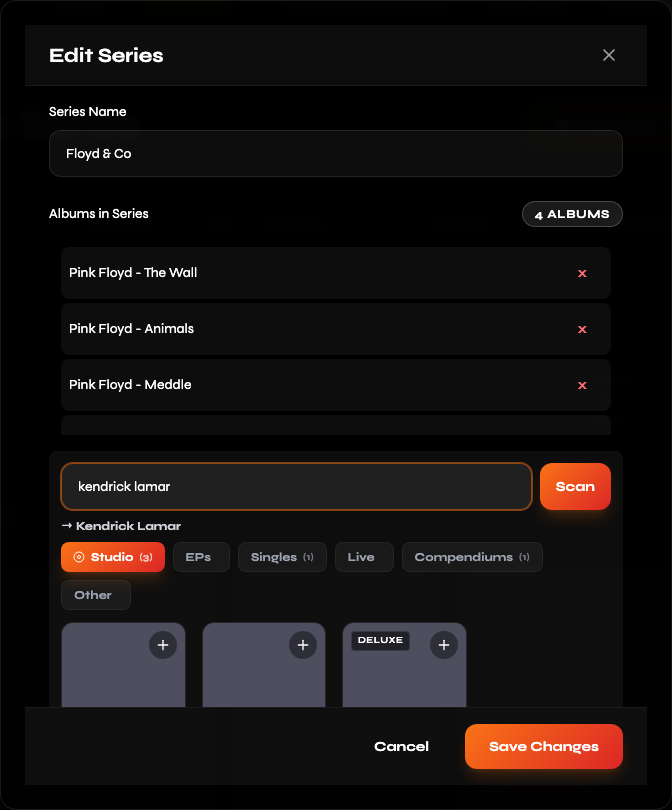 Edit Series
Series Name
Floyd & Co
Albums in Series
4 ALBUMS
Pink Floyd - The Wall
x
Pink Floyd - Animals
x
Pink Floyd - Meddle
x
kendrick lamar
Scan
→ Kendrick Lamar
Studio (3)
EPs
Singles (1)
Live
Compendiums (1)
Other
+
+
DELUXE
+
Cancel
Save Changes